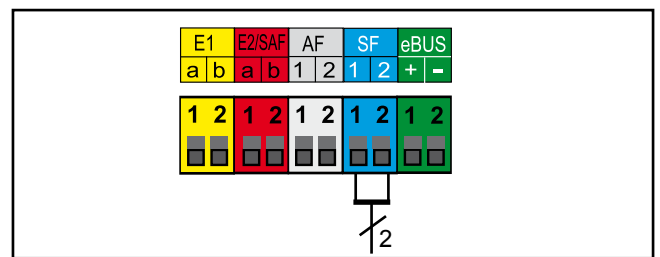 E1 E2/SAF AF SF eBUS
a b a b 1 2 1 2 + -
1 2 1 2 1 2 1 2 1 2
2